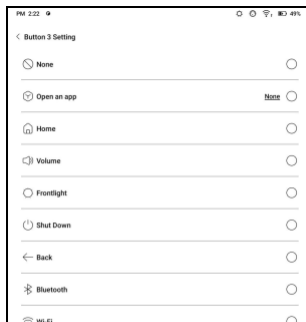 PM 2:22 49%
Button 3 Setting
None
Open an app None
Home
Volume
Frontlight
Shut Down
Back
Bluetooth
Wi-Fi